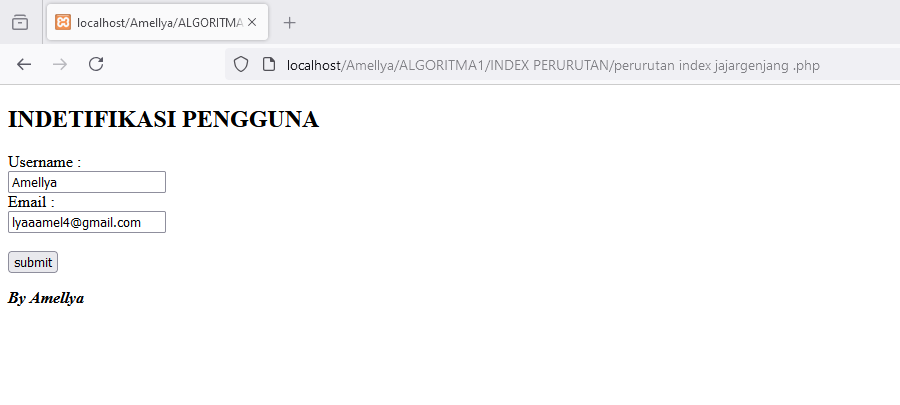 localhost/Amellya/ALGORITMA
localhost/Amellya/ALGORITMA1/INDEX PERURUTAN/perurutan index jajargenjang .php
INDETIFIKASI PENGGUNA
Username :
Amellya
Email :
lyaaamel4@gmail.com
submit
By Amellya